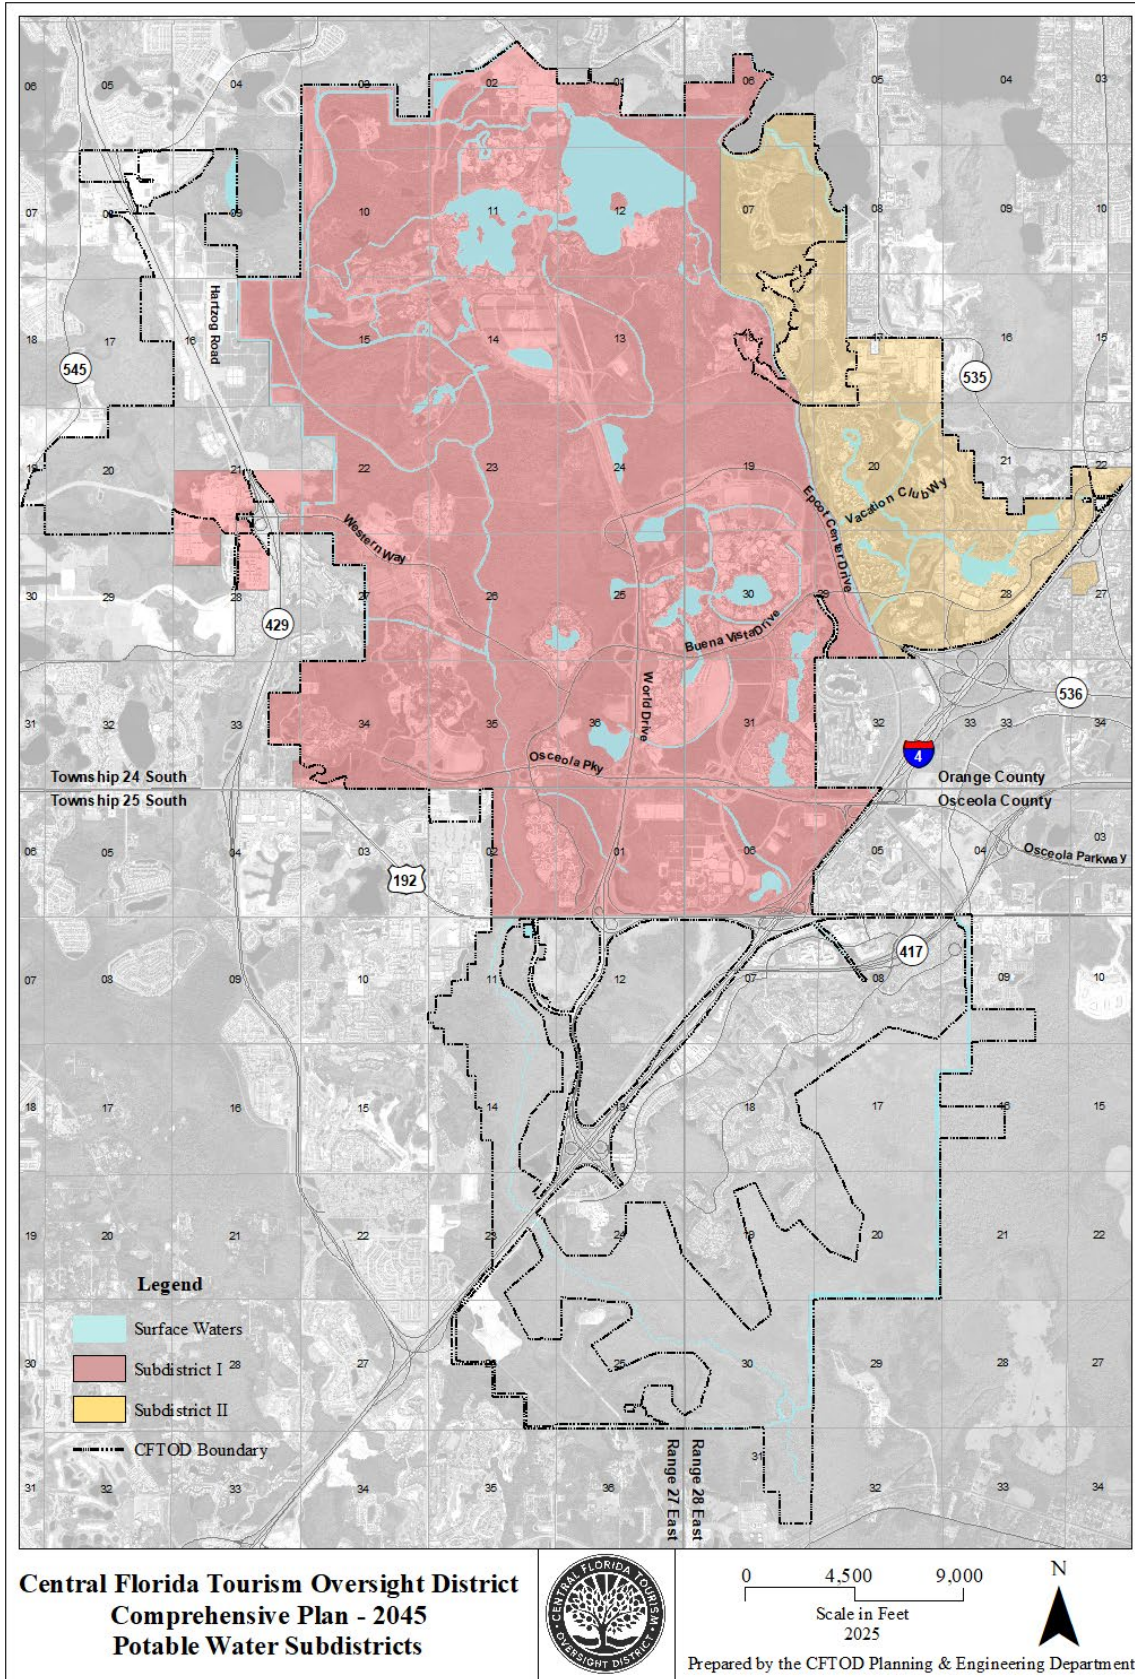 06 05 04 03 02 01 06 05 04 03
07 08 09 10 11 12 07 08 09 10
18 17 16 15 14 13 18 17 16 15
Hartzog Road
545
535
19 20 21 22 23 24 19 20 21 22
Western Way
Epcot Center Drive
Vacation Club Wy
30 28 27 26 25 30 29 28 27
429
Buena Vista Drive
World Drive
536
31 32 33 34 35 36 31 32 33 33 34
Osceola Pky
4
Township 24 South
Orange County
Township 25 South
Osceola County
06 05 04 03 02 01 06 05 04 03
Osceola Parkway
192
417
07 08 09 10 11 12 07 08 09 10
18 17 16 15 14 13 18 17 16 15
19 20 21 22 23 24 19 20 21 22
Legend
Surface Waters
Subdistrict I
Subdistrict II
CFTOD Boundary
30 28 27 26 25 30 29 28 27
Range 27 East
Range 28 East
31 33 34 35 36 31 32 33 34
Central Florida Tourism Oversight District
Comprehensive Plan - 2045
Potable Water Subdistricts
CENTRAL FLORIDA TOURISM
OVERSIGHT DISTRICT
0 4,500 9,000
Scale in Feet
2025
N
Prepared by the CFTOD Planning & Engineering Department